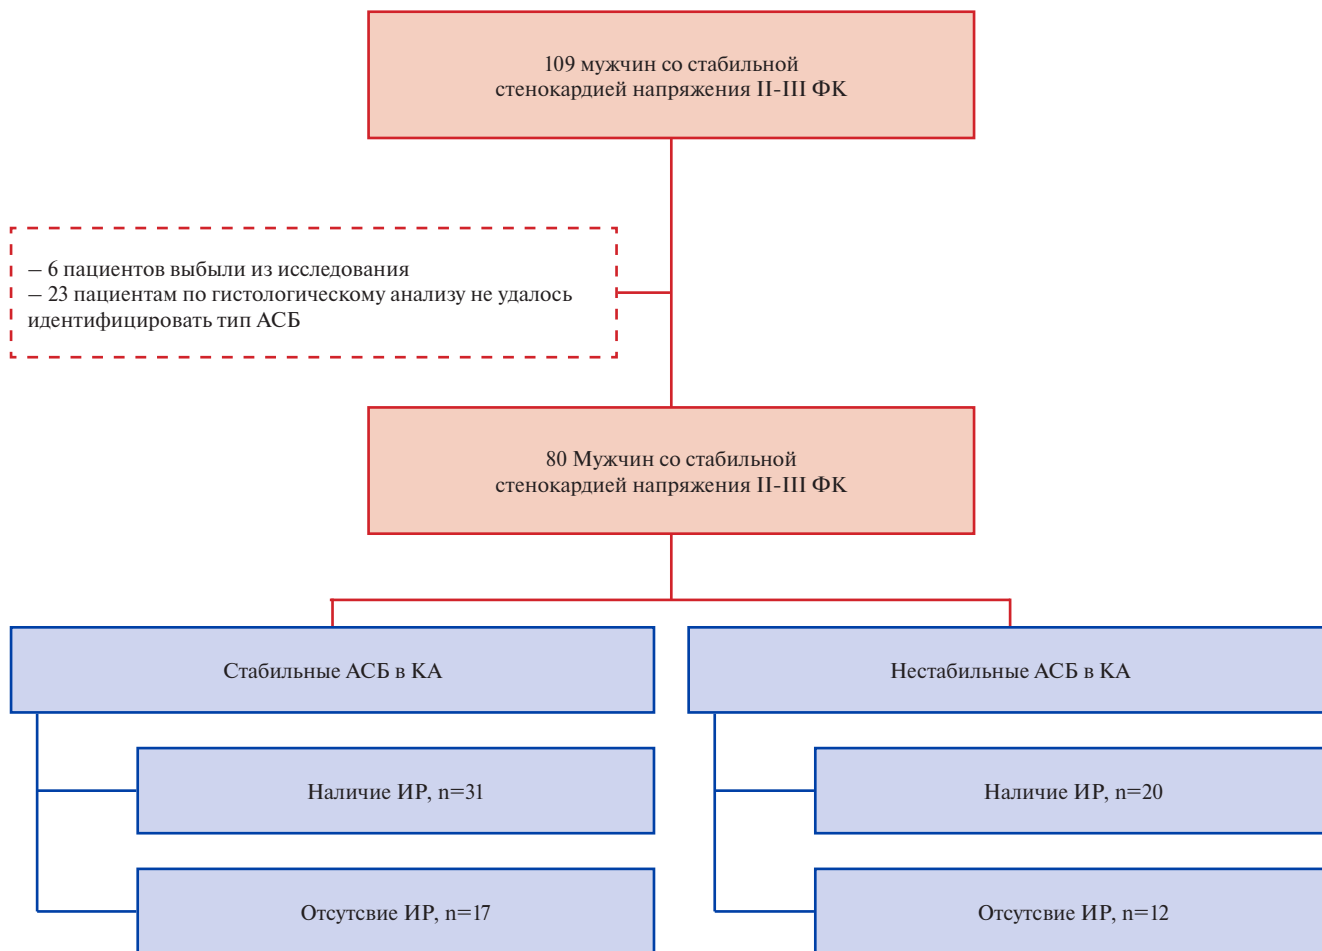 109 мужчин со стабильной
стенокардией напряжения II-III ФК
– 6 пациентов выбыли из исследования
– 23 пациентам по гистологическому анализу не удалось
идентифицировать тип АСБ
80 Мужчин со стабильной
стенокардией напряжения II-III ФК
Стабильные АСБ в КА
Нестабильные АСБ в КА
Наличие ИР, n=31
Наличие ИР, n=20
Отсутсвие ИР, n=17
Отсутсвие ИР, n=12